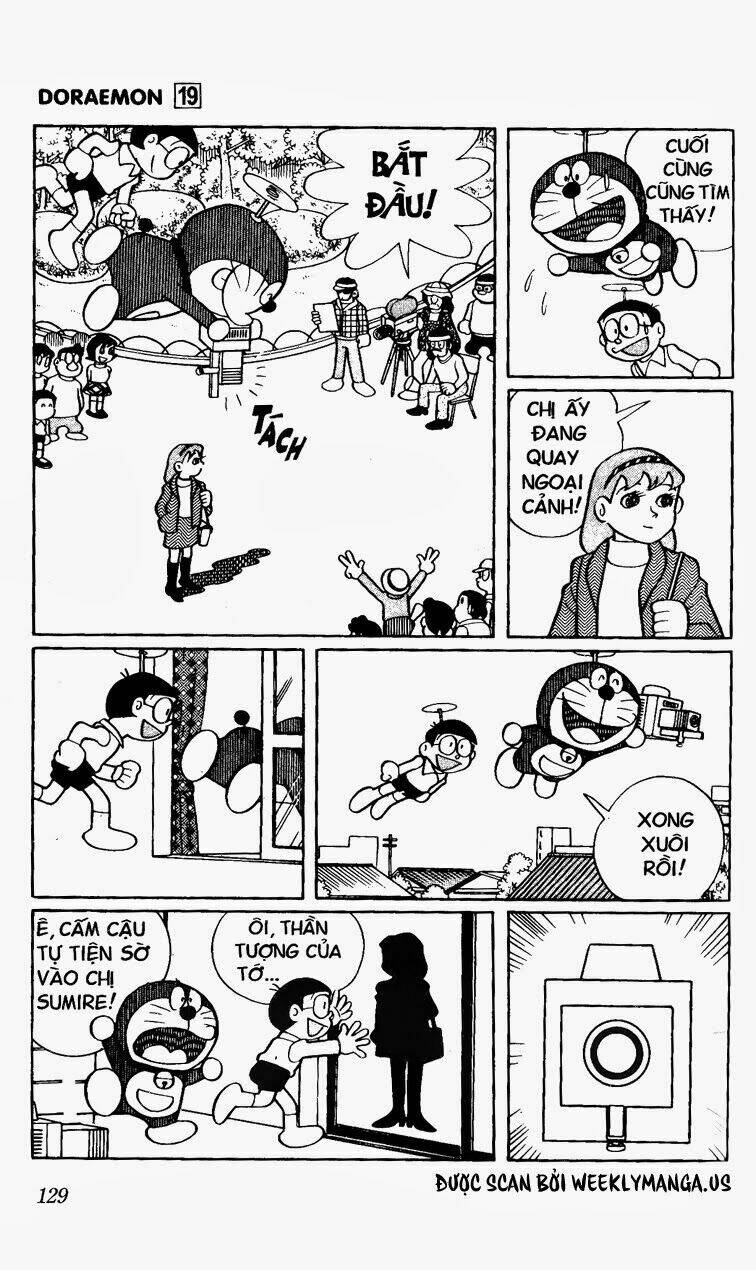 DORAEMON 19
CUỐI
CÙNG
CŨNG TÌM
THẤY!
CHỊ ẤY
ĐANG
QUAY
NGOẠI
CẢNH!
BẮT
ĐẦU!
TÁCH
XONG
XUÔI
RỒI!
ÔI, THẦN
TƯỢNG CỦA
TỚ...
Ê, CẤM CẬU
TỰ TIỆN SỜ
VÀO CHỊ
SUMIRE!
ĐƯỢC SCAN BỞI WEEKLYMANGA.US
129